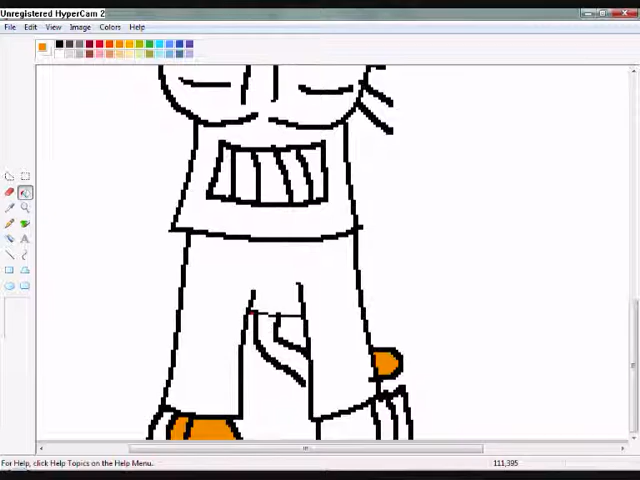 Unregistered HyperCam 2
File Edit View Image Colors Help
For Help, click Help Topics on the Help Menu.
111,395